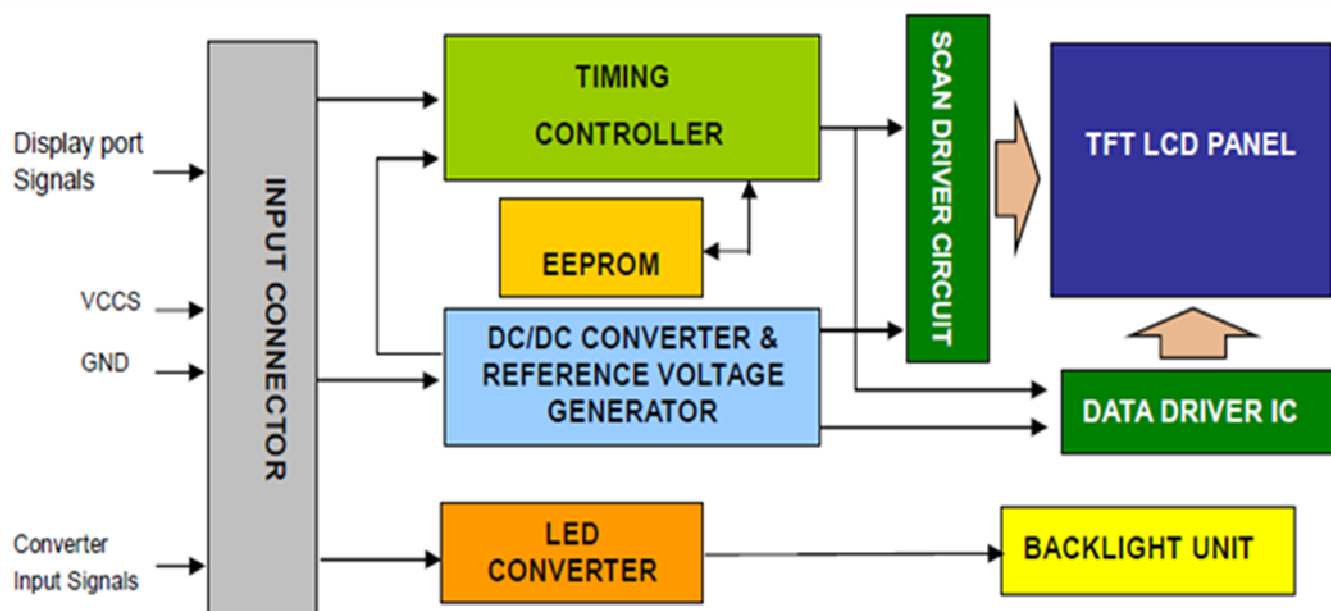 Display port
Signals
VCCS
GND
Converter
Input Signals
INPUT CONNECTOR
TIMING
CONTROLLER
EEPROM
DC/DC CONVERTER &
REFERENCE VOLTAGE
GENERATOR
LED
CONVERTER
SCAN DRIVER CIRCUIT
TFT LCD PANEL
DATA DRIVER IC
BACKLIGHT UNIT